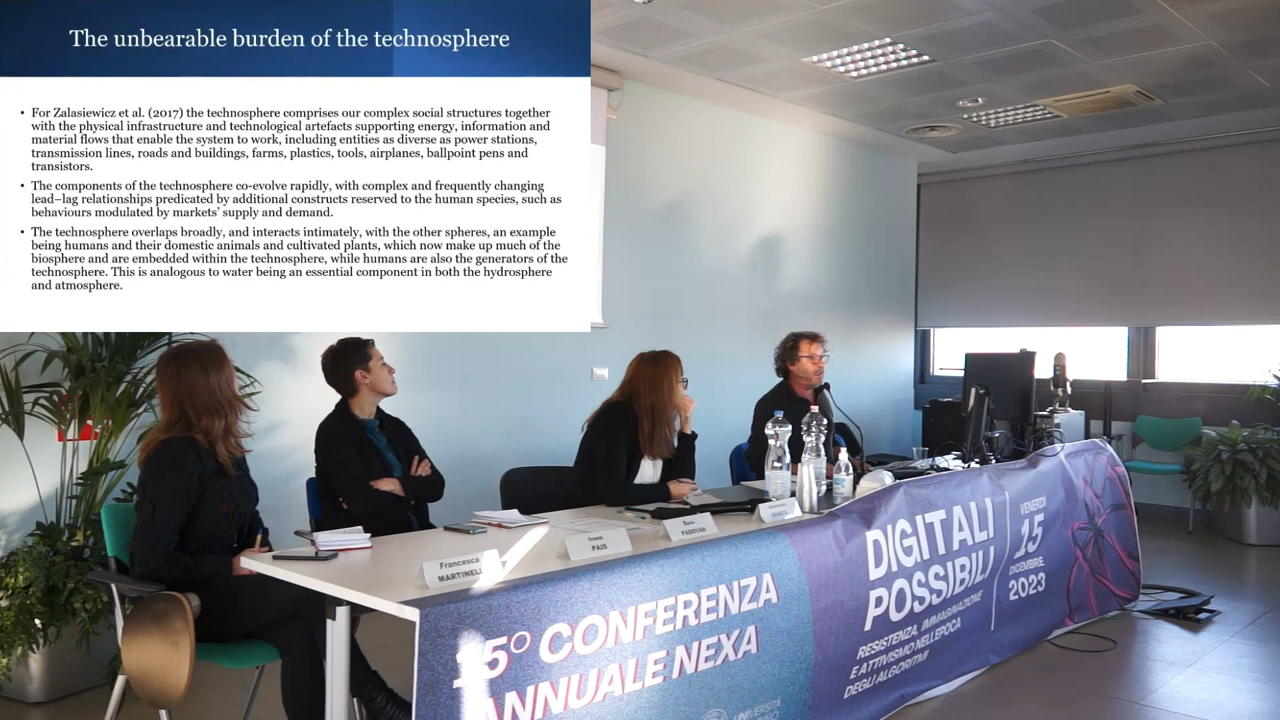 The unbearable burden of the technosphere
• For Zalasiewicz et al. (2017) the technosphere comprises our complex social structures together
with the physical infrastructure and technological artefacts supporting energy, information and
material flows that enable the system to work, including entities as diverse as power stations,
transmission lines, roads and buildings, farms, plastics, tools, airplanes, ballpoint pens and
transistors.
• The components of the technosphere co-evolve rapidly, with complex and frequently changing
lead–lag relationships predicated by additional constructs reserved to the human species, such as
behaviours modulated by markets’ supply and demand.
• The technosphere overlaps broadly, and interacts intimately, with the other spheres, an example
being humans and their domestic animals and cultivated plants, which now make up much of the
biosphere and are embedded within the technosphere, while humans are also the generators of the
technosphere. This is analogous to water being an essential component in both the hydrosphere
and atmosphere.
Francesca
MARTINELLI
Ivana
PAIS
Dario
PADOVAN
15° CONFERENZA
ANNUALE NEXA
DIGITALI
POSSIBILI
RESISTENZA, IMMAGINAZIONE
E ATTIVISMO NELL'EPOCA
DEGLI ALGORITMI
VENERDÌ
15
DICEMBRE
2023